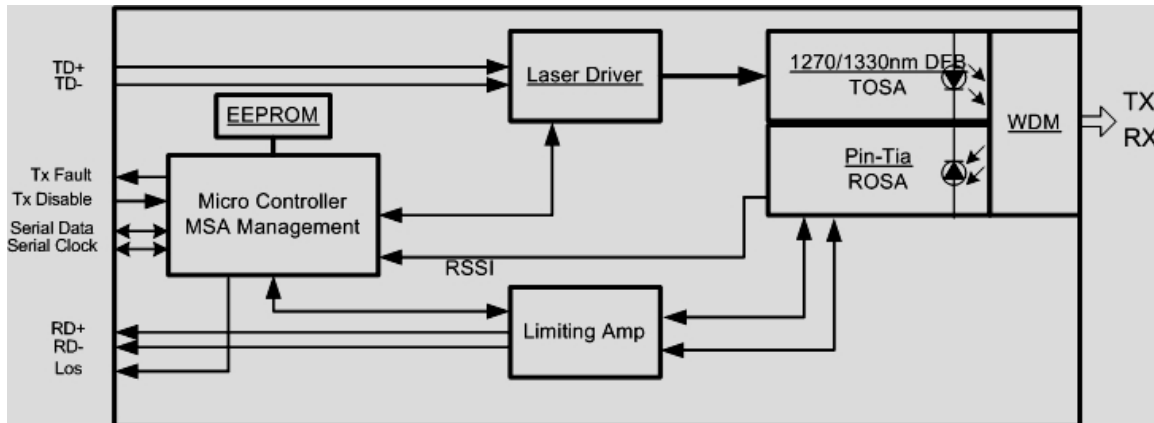 TD+
TD-
Laser Driver
1270/1330nm DFB
TOSA
WDM
TX
RX
EEPROM
Pin-Tia
ROSA
Tx Fault
Tx Disable
Serial Data
Serial Clock
Micro Controller
MSA Management
RSSI
RD+
RD-
Los
Limiting Amp